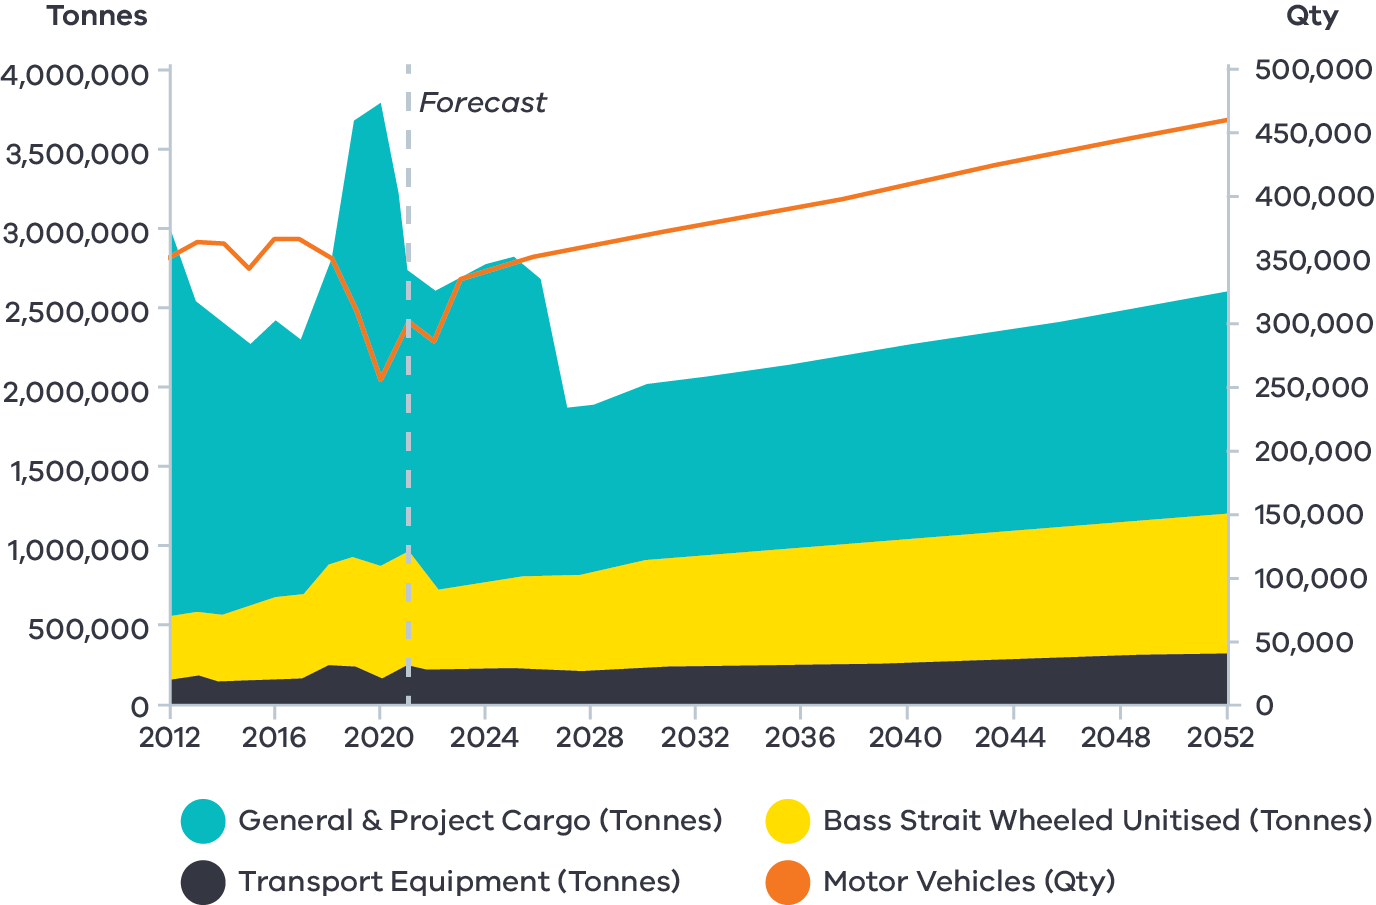 Tonnes
Qty
4,000,000
3,500,000
3,000,000
2,500,000
2,000,000
1,500,000
1,000,000
500,000
0
Forecast
500,000
450,000
400,000
350,000
300,000
250,000
200,000
150,000
100,000
50,000
0
2012 2016 2020 2024 2028 2032 2036 2040 2044 2048 2052
General & Project Cargo (Tonnes)
Bass Strait Wheeled Unitised (Tonnes)
Transport Equipment (Tonnes)
Motor Vehicles (Qty)